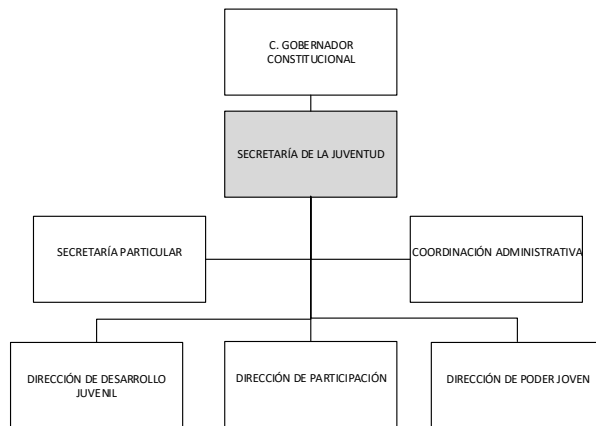 C. GOBERNADOR
CONSTITUCIONAL
SECRETARÍA DE LA JUVENTUD
SECRETARÍA PARTICULAR
COORDINACIÓN ADMINISTRATIVA
DIRECCIÓN DE DESARROLLO
JUVENIL
DIRECCIÓN DE PARTICIPACIÓN
DIRECCIÓN DE PODER JOVEN